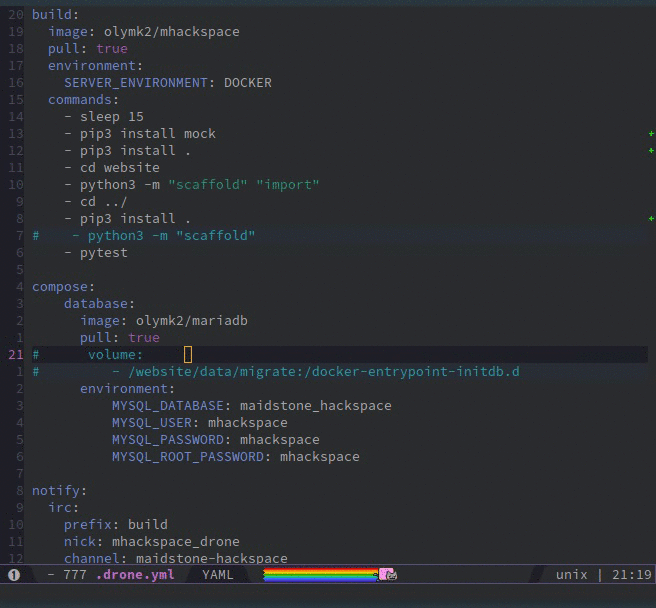 20 build:
19   image: olymk2/mhackspace
18   pull: true
17   environment:
16     SERVER_ENVIRONMENT: DOCKER
15   commands:
14     - sleep 15
13     - pip3 install mock +
12     - pip3 install . +
11     - cd website
10     - python3 -m "scaffold" "import"
9     - cd ../
8     - pip3 install . +
7 #    - python3 -m "scaffold"
6     - pytest
5
4 compose:
3     database:
2       image: olymk2/mariadb
1       pull: true
21 #      volume:
1 #         - /website/data/migrate:/docker-entrypoint-initdb.d
2       environment:
3           MYSQL_DATABASE: maidstone_hackspace
4           MYSQL_USER: mhackspace
5           MYSQL_PASSWORD: mhackspace
6           MYSQL_ROOT_PASSWORD: mhackspace
7
8 notify:
9   irc:
10     prefix: build
11     nick: mhackspace_drone
12     channel: maidstone-hackspace
❶ - 777 .drone.yml YAML unix | 21:19